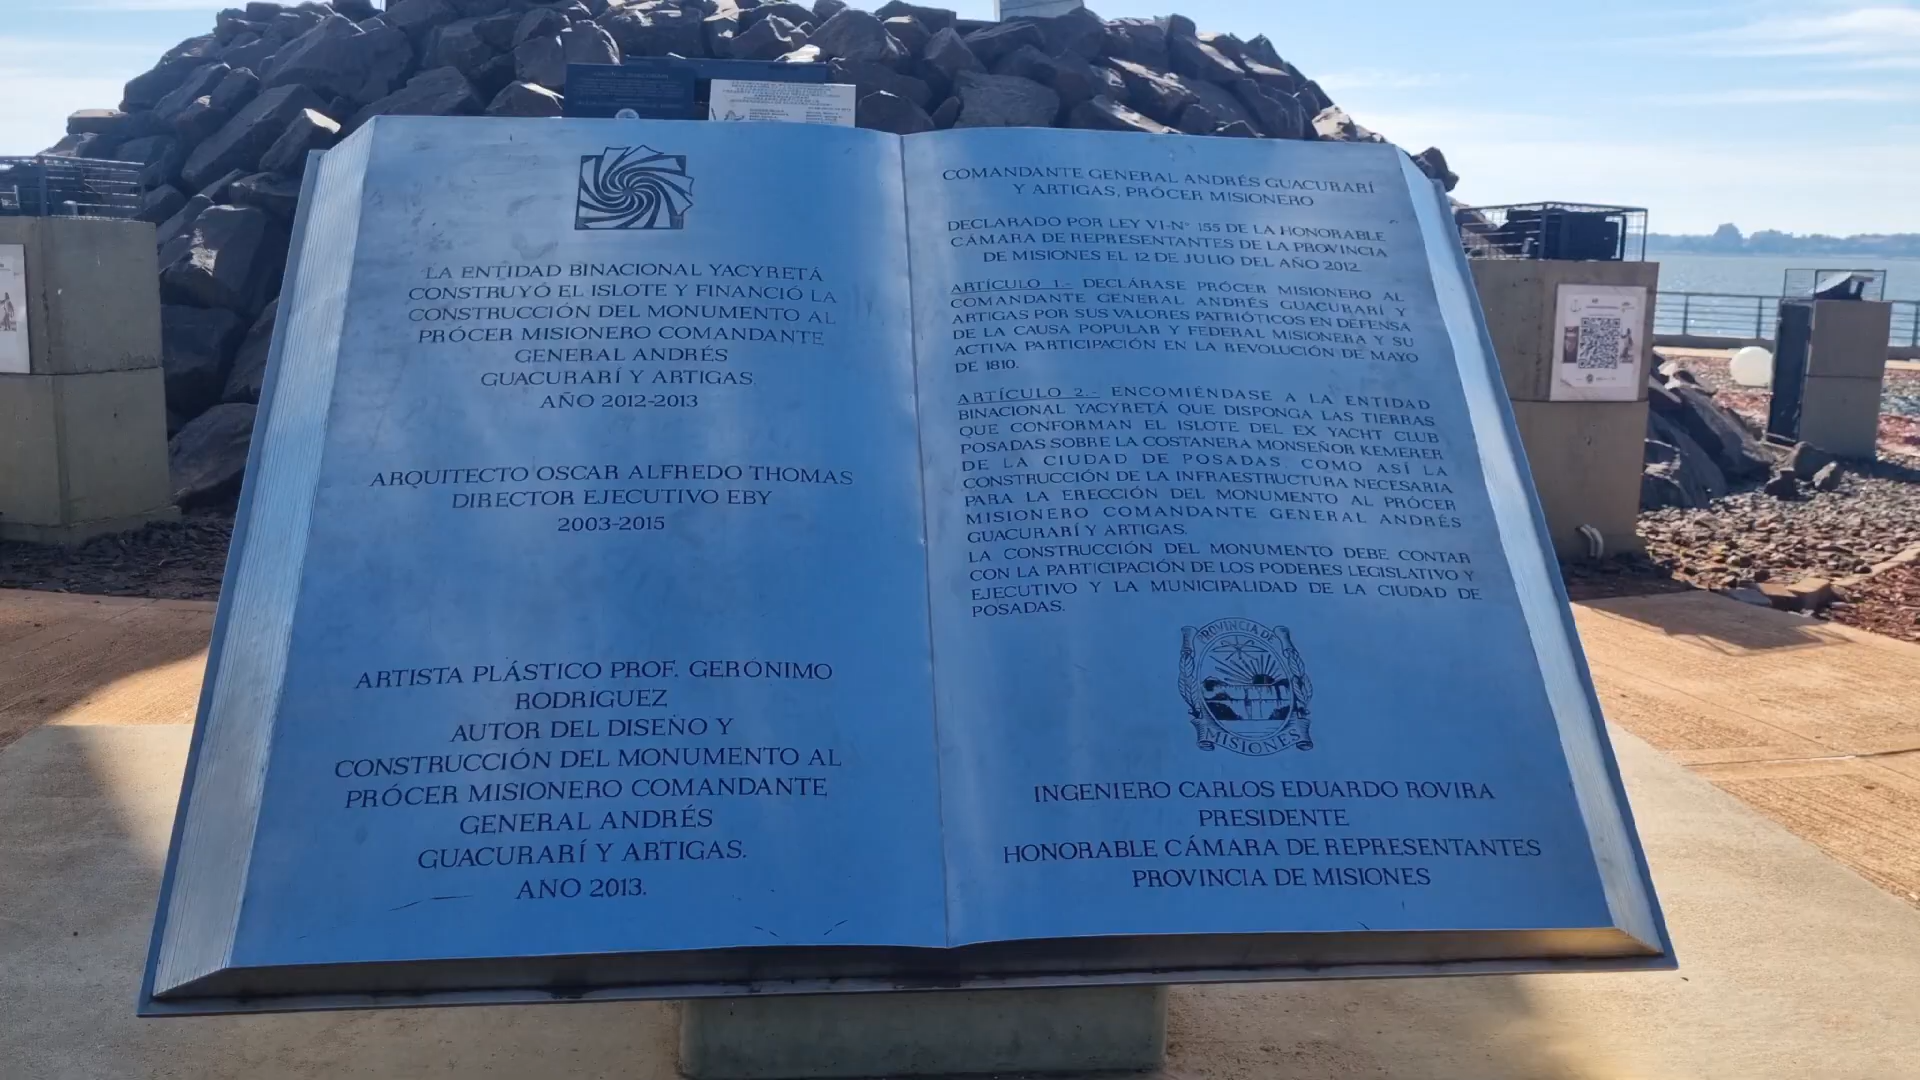 LA ENTIDAD BINACIONAL YACYRETÁ
CONSTRUYÓ EL ISLOTE Y FINANCIÓ LA
CONSTRUCCIÓN DEL MONUMENTO AL
PRÓCER MISIONERO COMANDANTE
GENERAL ANDRÉS
GUACURARÍ Y ARTIGAS
AÑO 2012-2013
ARQUITECTO OSCAR ALFREDO THOMAS
DIRECTOR EJECUTIVO EBY
2003-2015
ARTISTA PLÁSTICO PROF. GERÓNIMO
RODRÍGUEZ
AUTOR DEL DISEÑO Y
CONSTRUCCIÓN DEL MONUMENTO AL
PRÓCER MISIONERO COMANDANTE
GENERAL ANDRÉS
GUACURARÍ Y ARTIGAS.
AÑO 2013.
COMANDANTE GENERAL ANDRÉS GUACURARÍ
Y ARTIGAS, PRÓCER MISIONERO
DECLARADO POR LEY VI-Nº 155 DE LA HONORABLE
CÁMARA DE REPRESENTANTES DE LA PROVINCIA
DE MISIONES EL 12 DE JULIO DEL AÑO 2012.
ARTÍCULO 1.- DECLÁRASE PRÓCER MISIONERO AL
COMANDANTE GENERAL ANDRÉS GUACURARÍ Y
ARTIGAS POR SUS VALORES PATRIÓTICOS EN DEFENSA
DE LA CAUSA POPULAR Y FEDERAL MISIONERA Y SU
ACTIVA PARTICIPACIÓN EN LA REVOLUCIÓN DE MAYO
DE 1810.
ARTÍCULO 2.- ENCOMIÉNDASE A LA ENTIDAD
BINACIONAL YACYRETÁ QUE DISPONGA LAS TIERRAS
QUE CONFORMAN EL ISLOTE DEL EX YACHT CLUB
POSADAS SOBRE LA COSTANERA MONSEÑOR KEMERER
DE LA CIUDAD DE POSADAS, COMO ASÍ LA
CONSTRUCCIÓN DE LA INFRAESTRUCTURA NECESARIA
PARA LA ERECCIÓN DEL MONUMENTO AL PRÓCER
MISIONERO COMANDANTE GENERAL ANDRÉS
GUACURARÍ Y ARTIGAS.
LA CONSTRUCCIÓN DEL MONUMENTO DEBE CONTAR
CON LA PARTICIPACIÓN DE LOS PODERES LEGISLATIVO Y
EJECUTIVO Y LA MUNICIPALIDAD DE LA CIUDAD DE
POSADAS.
PROVINCIA DE
MISIONES
INGENIERO CARLOS EDUARDO ROVIRA
PRESIDENTE
HONORABLE CÁMARA DE REPRESENTANTES
PROVINCIA DE MISIONES